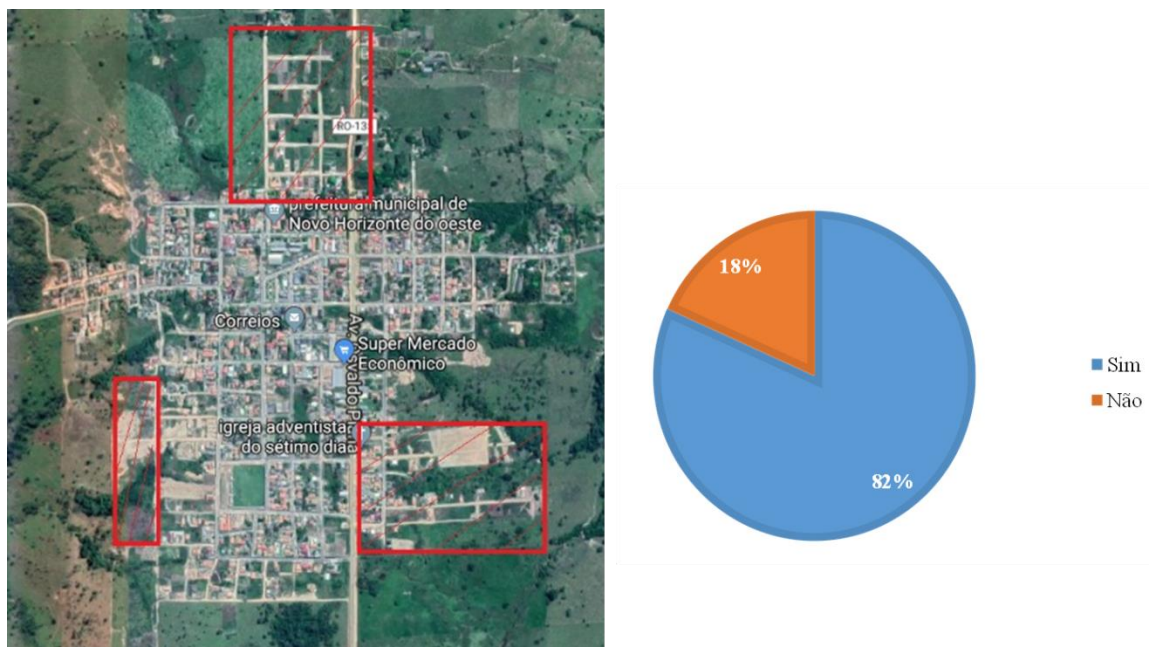 RO-13
prefeitura municipal de
Novo Horizonte do oeste
Correios
Super Mercado
Econômico
Av.
igreja adventista
do sétimo dia
18%
82%
Sim
Não